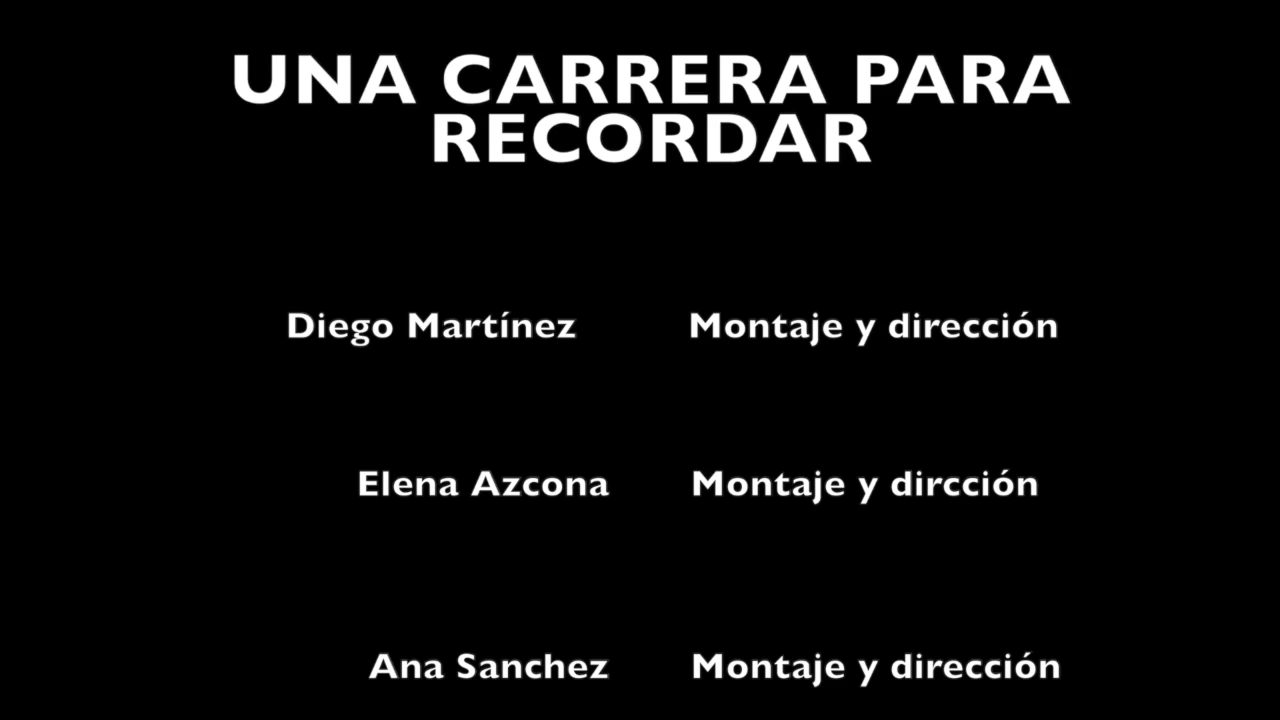 UNA CARRERA PARA
RECORDAR
Diego Martínez Montaje y dirección
Elena Azcona Montaje y dircción
Ana Sanchez Montaje y dirección